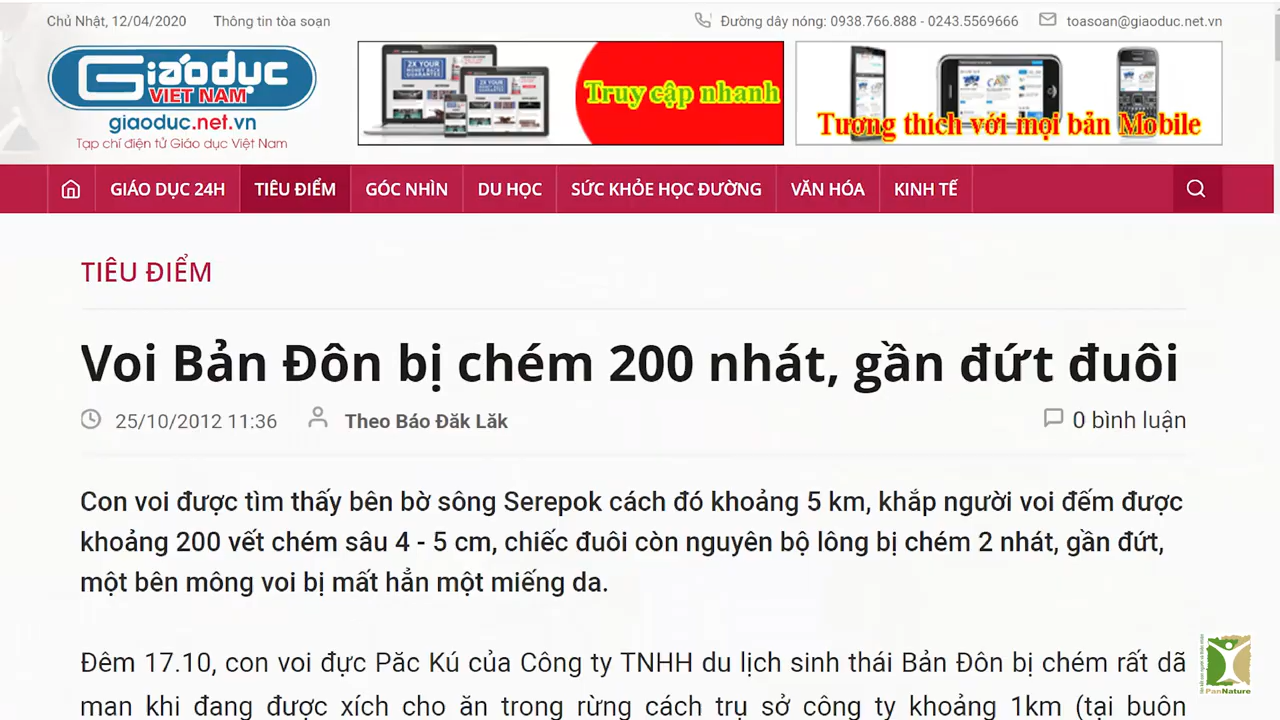 Chủ Nhật, 12/04/2020 Thông tin tòa soạn Đường dây nóng: 0938.766.888 - 0243.5569666 toasoan@giaoduc.net.vn
Giáo dục
VIỆT NAM
giaoduc.net.vn
Tạp chí điện tử Giáo dục Việt Nam
2X YOUR
Truy cập nhanh
Tương thích với mọi bản Mobile
GIÁO DỤC 24H TIÊU ĐIỂM GÓC NHÌN DU HỌC SỨC KHỎE HỌC ĐƯỜNG VĂN HÓA KINH TẾ
TIÊU ĐIỂM
Voi Bản Đôn bị chém 200 nhát, gần đứt đuôi
25/10/2012 11:36 Theo Báo Đăk Lăk 0 bình luận
Con voi được tìm thấy bên bờ sông Serepok cách đó khoảng 5 km, khắp người voi đếm được
khoảng 200 vết chém sâu 4 - 5 cm, chiếc đuôi còn nguyên bộ lông bị chém 2 nhát, gần đứt,
một bên mông voi bị mất hẳn một miếng da.
Đêm 17.10, con voi đực Păc Kú của Công ty TNHH du lịch sinh thái Bản Đôn bị chém rất dã
man khi đang được xích cho ăn trong rừng cách trụ sở công ty khoảng 1km (tại buôn
PanNature